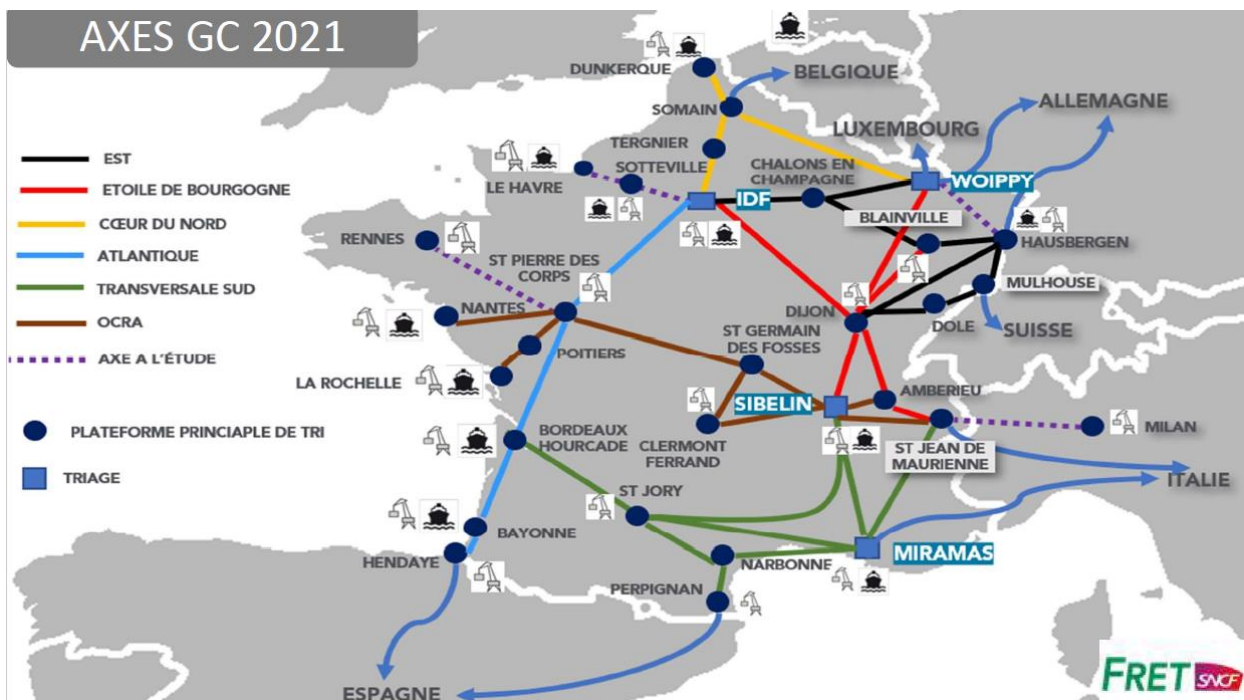 AXES GC 2021
EST
ETOILE DE BOURGOGNE
CŒUR DU NORD
ATLANTIQUE
TRANSVERSALE SUD
OCRA
AXE A L'ÉTUDE
PLATEFORME PRINCIAPLE DE TRI
TRIAGE
DUNKERQUE
BELGIQUE
SOMAIN
ALLEMAGNE
LUXEMBOURG
TERGNIER
SOTTEVILLE
CHALONS EN
CHAMPAGNE
LE HAVRE
IDF
WOIPPY
BLAINVILLE
RENNES
HAUSBERGEN
ST PIERRE DES
CORPS
MULHOUSE
NANTES
DIJON
DOLE
SUISSE
ST GERMAIN
DES FOSSES
POITIERS
LA ROCHELLE
AMBERIEU
SIBELIN
MILAN
BORDEAUX
HOURCADE
CLERMONT
FERRAND
ST JEAN DE
MAURIENNE
ITALIE
ST JORY
BAYONNE
MIRAMAS
HENDAYE
NARBONNE
PERPIGNAN
ESPAGNE
FRET SNCF